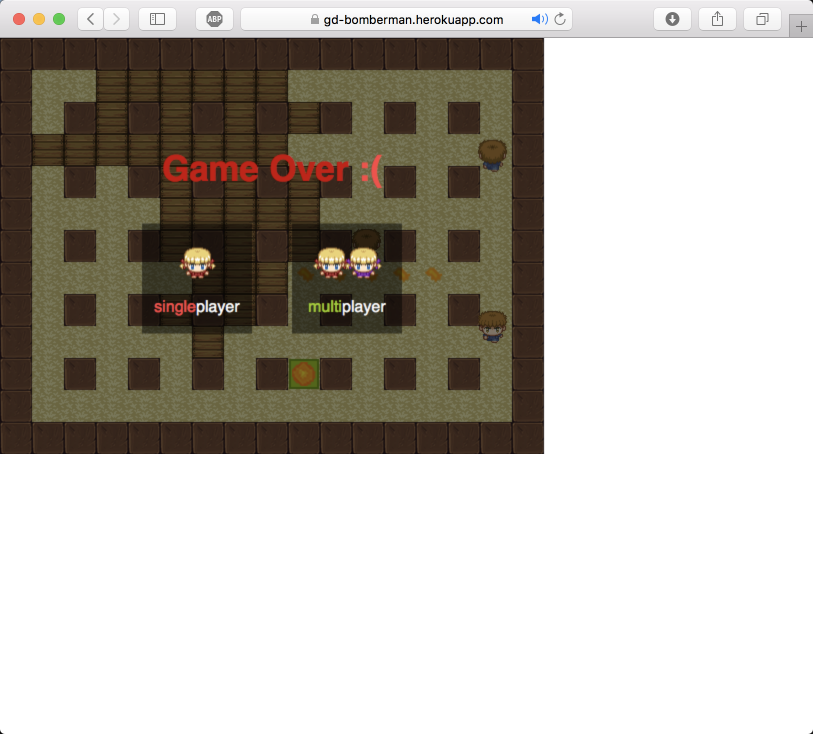 ABP
gd-bomberman.herokuapp.com
Game Over :(
singleplayer
multiplayer